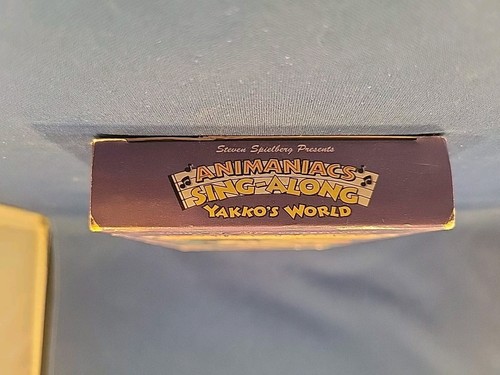 Steven Spielberg Presents
ANIMANIACS
SING-ALONG
YAKKO'S WORLD